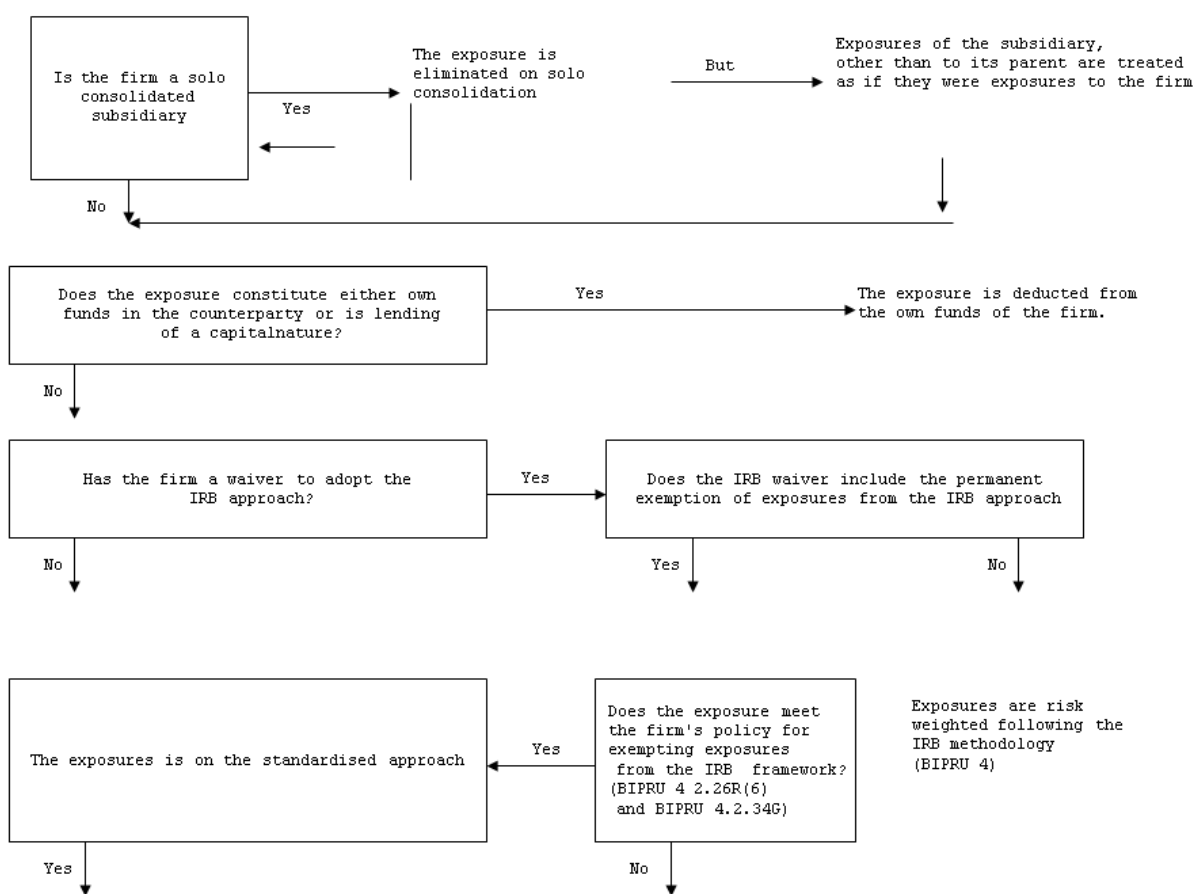 Is the firm a solo
consolidated
subsidiary
Yes
The exposure is
eliminated on solo
consolidation
But
Exposures of the subsidiary,
other than to its parent are treated
as if they were exposures to the firm
No
Does the exposure constitute either own
funds in the counterparty or is lending
of a capitalnature?
Yes
The exposure is deducted from
the own funds of the firm.
No
Has the firm a waiver to adopt the
IRB approach?
Yes
Does the IRB waiver include the permanent
exemption of exposures from the IRB approach
No
Yes
No
The exposures is on the standardised approach
Yes
Does the exposure meet
the firm's policy for
exempting exposures
from the IRB framework?
(BIPRU 4 2.26R(6)
and BIPRU 4.2.34G)
Exposures are risk
weighted following the
IRB methodology
(BIPRU 4)
Yes
No